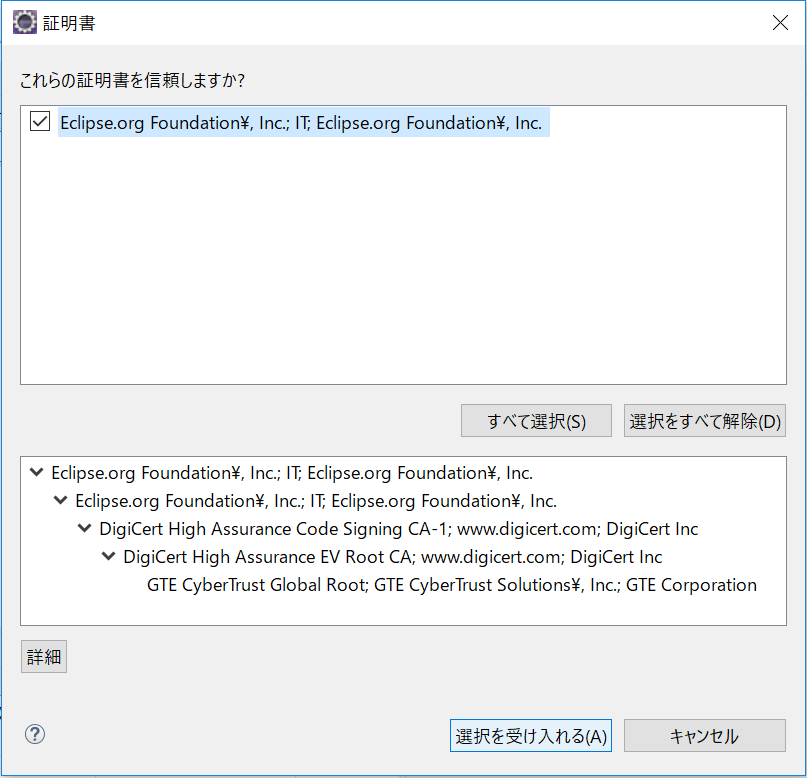 証明書
これらの証明書を信頼しますか?
Eclipse.org Foundation¥, Inc.; IT; Eclipse.org Foundation¥, Inc.
すべて選択(S) 選択をすべて解除(D)
Eclipse.org Foundation¥, Inc.; IT; Eclipse.org Foundation¥, Inc.
Eclipse.org Foundation¥, Inc.; IT; Eclipse.org Foundation¥, Inc.
DigiCert High Assurance Code Signing CA-1; www.digicert.com; DigiCert Inc
DigiCert High Assurance EV Root CA; www.digicert.com; DigiCert Inc
GTE CyberTrust Global Root; GTE CyberTrust Solutions¥, Inc.; GTE Corporation
詳細
? 選択を受け入れる(A) キャンセル